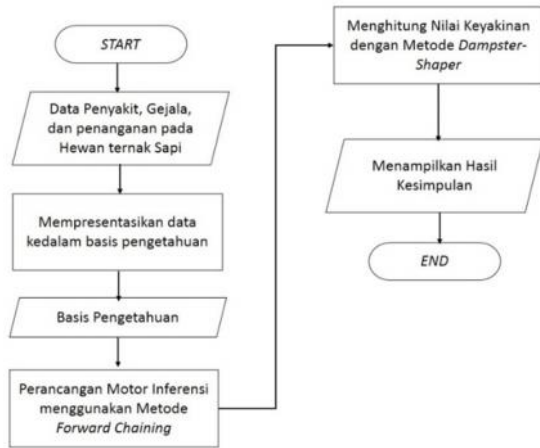 START
Data Penyakit, Gejala,
dan penanganan pada
Hewan ternak Sapi
Mempresentasikan data
kedalam basis pengetahuan
Basis Pengetahuan
Perancangan Motor Inferensi
menggunakan Metode
Forward Chaining
Menghitung Nilai Keyakinan
dengan Metode Dampster-
Shaper
Menampilkan Hasil
Kesimpulan
END